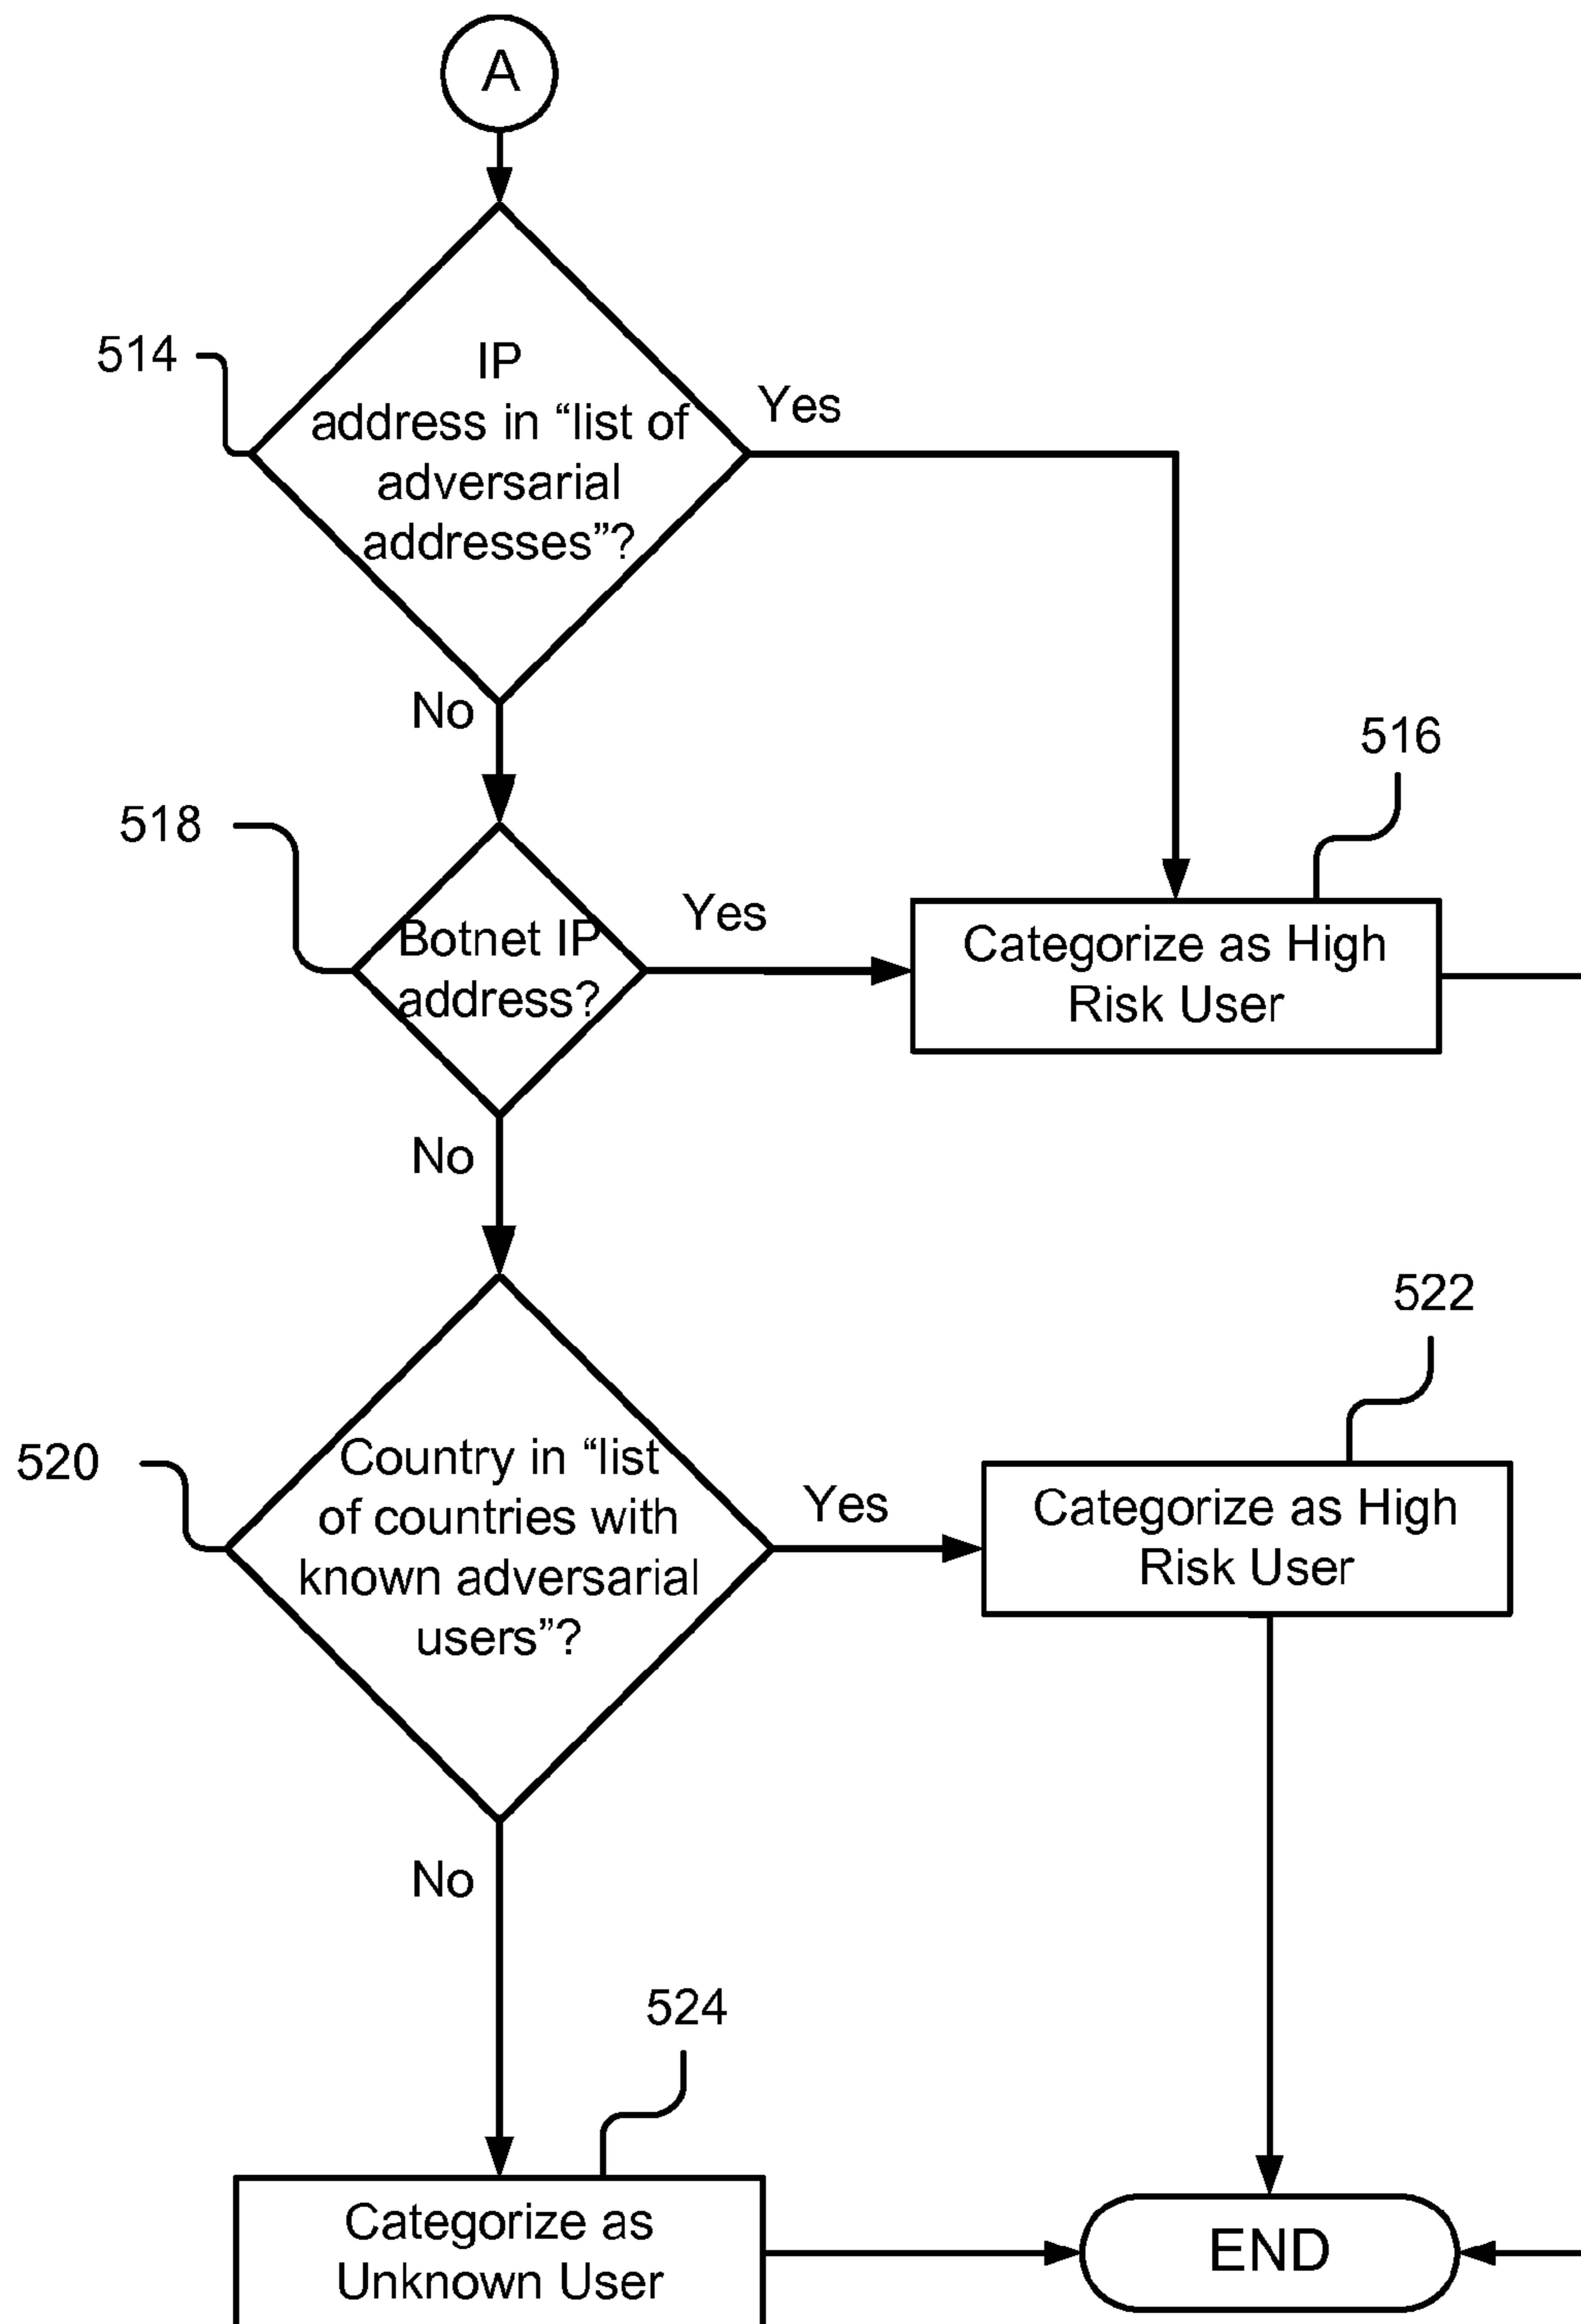 A
514
IP
address in “list of
adversarial
addresses”?
Yes
No
516
518
Botnet IP
address?
Yes
Categorize as High
Risk User
No
522
520
Country in “list
of countries with
known adversarial
users”?
Yes
Categorize as High
Risk User
No
524
Categorize as
Unknown User
END